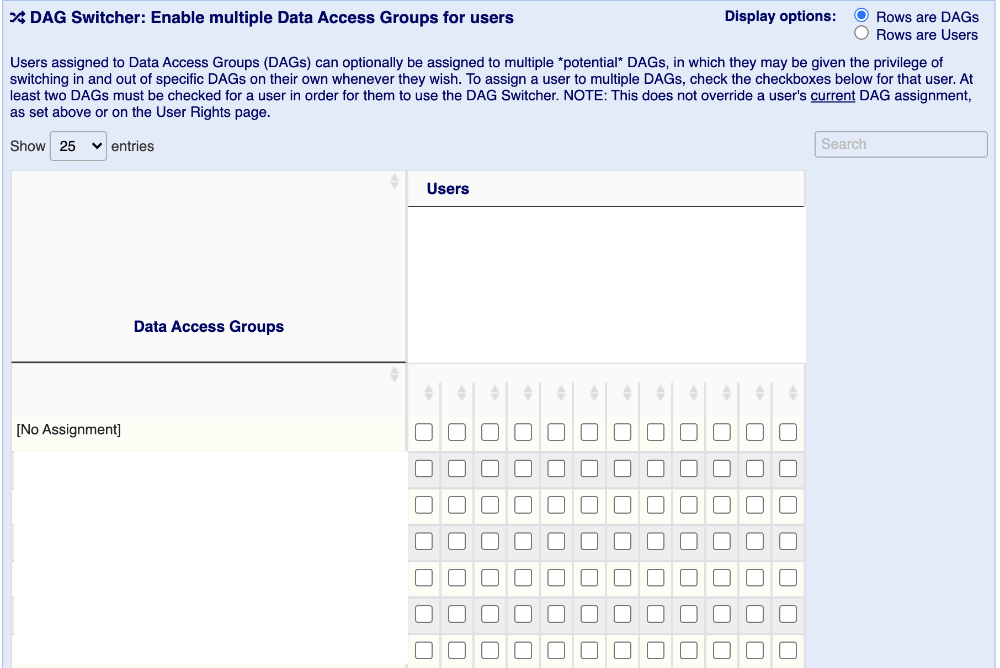 DAG Switcher: Enable multiple Data Access Groups for users
Display options:
Rows are DAGs
Rows are Users
Users assigned to Data Access Groups (DAGs) can optionally be assigned to multiple *potential* DAGs, in which they may be given the privilege of
switching in and out of specific DAGs on their own whenever they wish. To assign a user to multiple DAGs, check the checkboxes below for that user. At
least two DAGs must be checked for a user in order for them to use the DAG Switcher. NOTE: This does not override a user's current DAG assignment,
as set above or on the User Rights page.
Show 25 entries
Search
Users
Data Access Groups
[No Assignment]